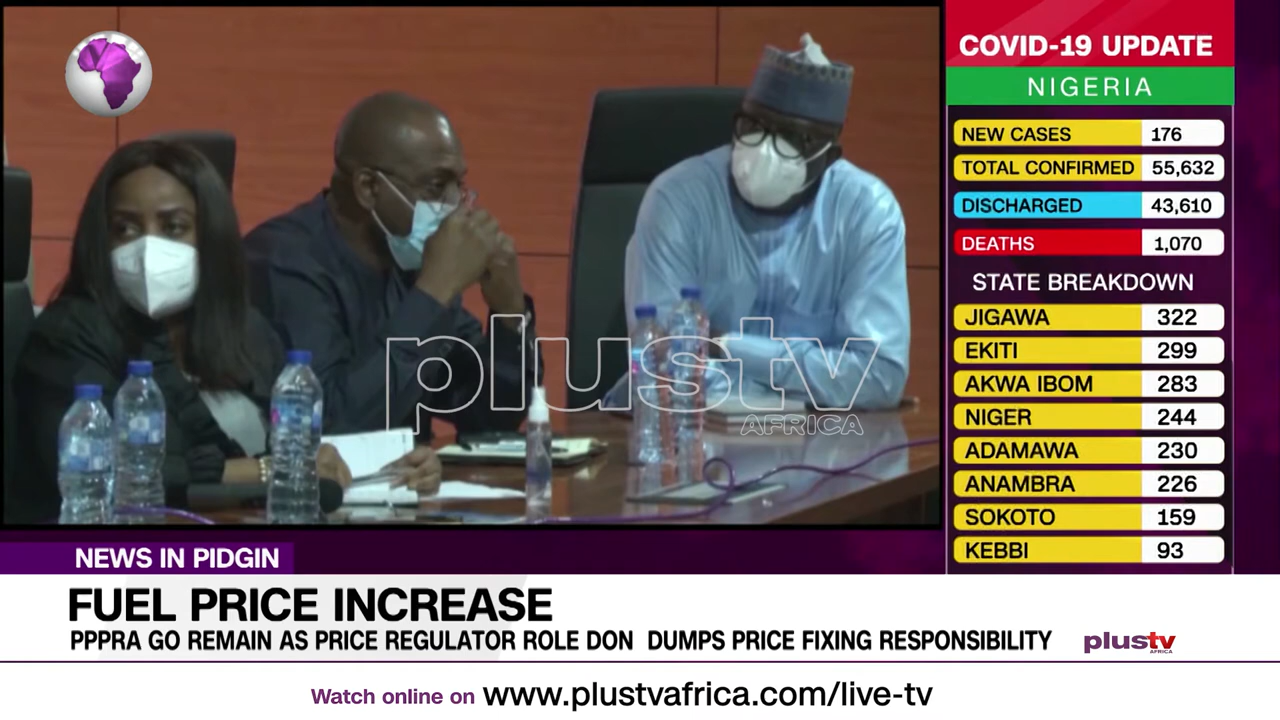 COVID-19 UPDATE
NIGERIA
NEW CASES 176
TOTAL CONFIRMED 55,632
DISCHARGED 43,610
DEATHS 1,070
STATE BREAKDOWN
JIGAWA 322
EKITI 299
AKWA IBOM 283
NIGER 244
ADAMAWA 230
ANAMBRA 226
SOKOTO 159
KEBBI 93
plustv
AFRICA
NEWS IN PIDGIN
FUEL PRICE INCREASE
PPPRA GO REMAIN AS PRICE REGULATOR ROLE DON DUMPS PRICE FIXING RESPONSIBILITY
plustv
AFRICA
Watch online on www.plustvafrica.com/live-tv